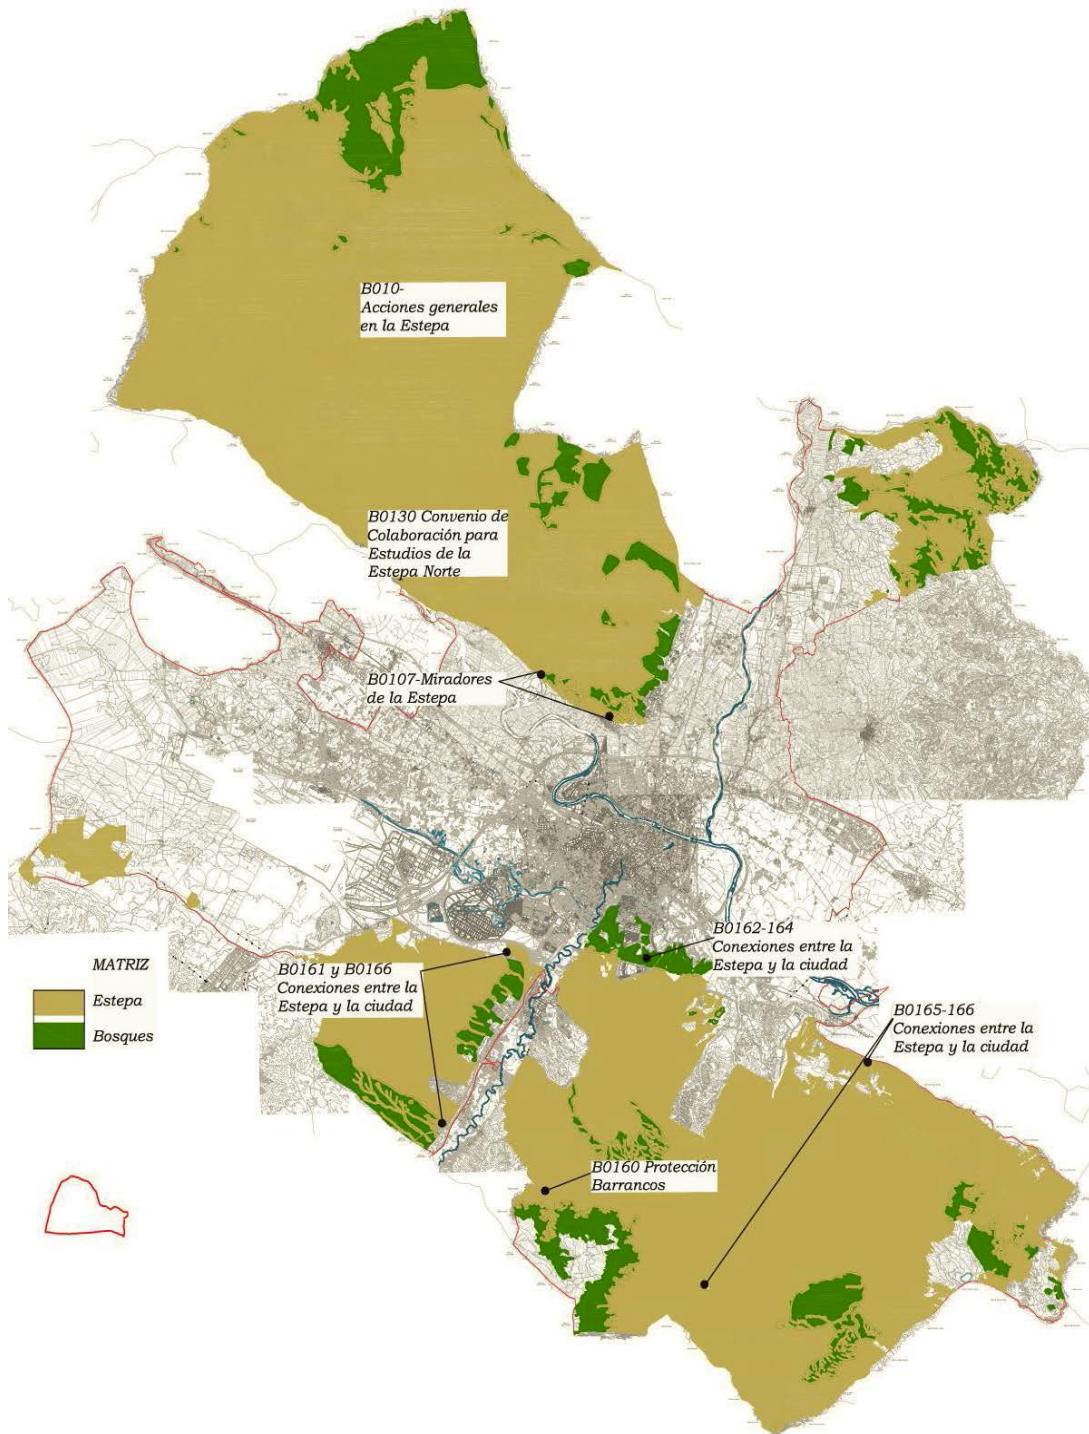 B010-
Acciones generales
en la Estepa
B0130 Convenio de
Colaboración para
Estudios de la
Estepa Norte
B0107-Miradores
de la Estepa
B0162-164
Conexiones entre la
Estepa y la ciudad
B0161 y B0166
Conexiones entre la
Estepa y la ciudad
B0165-166
Conexiones entre la
Estepa y la ciudad
B0160 Protección
Barrancos
MATRIZ
Estepa
Bosques